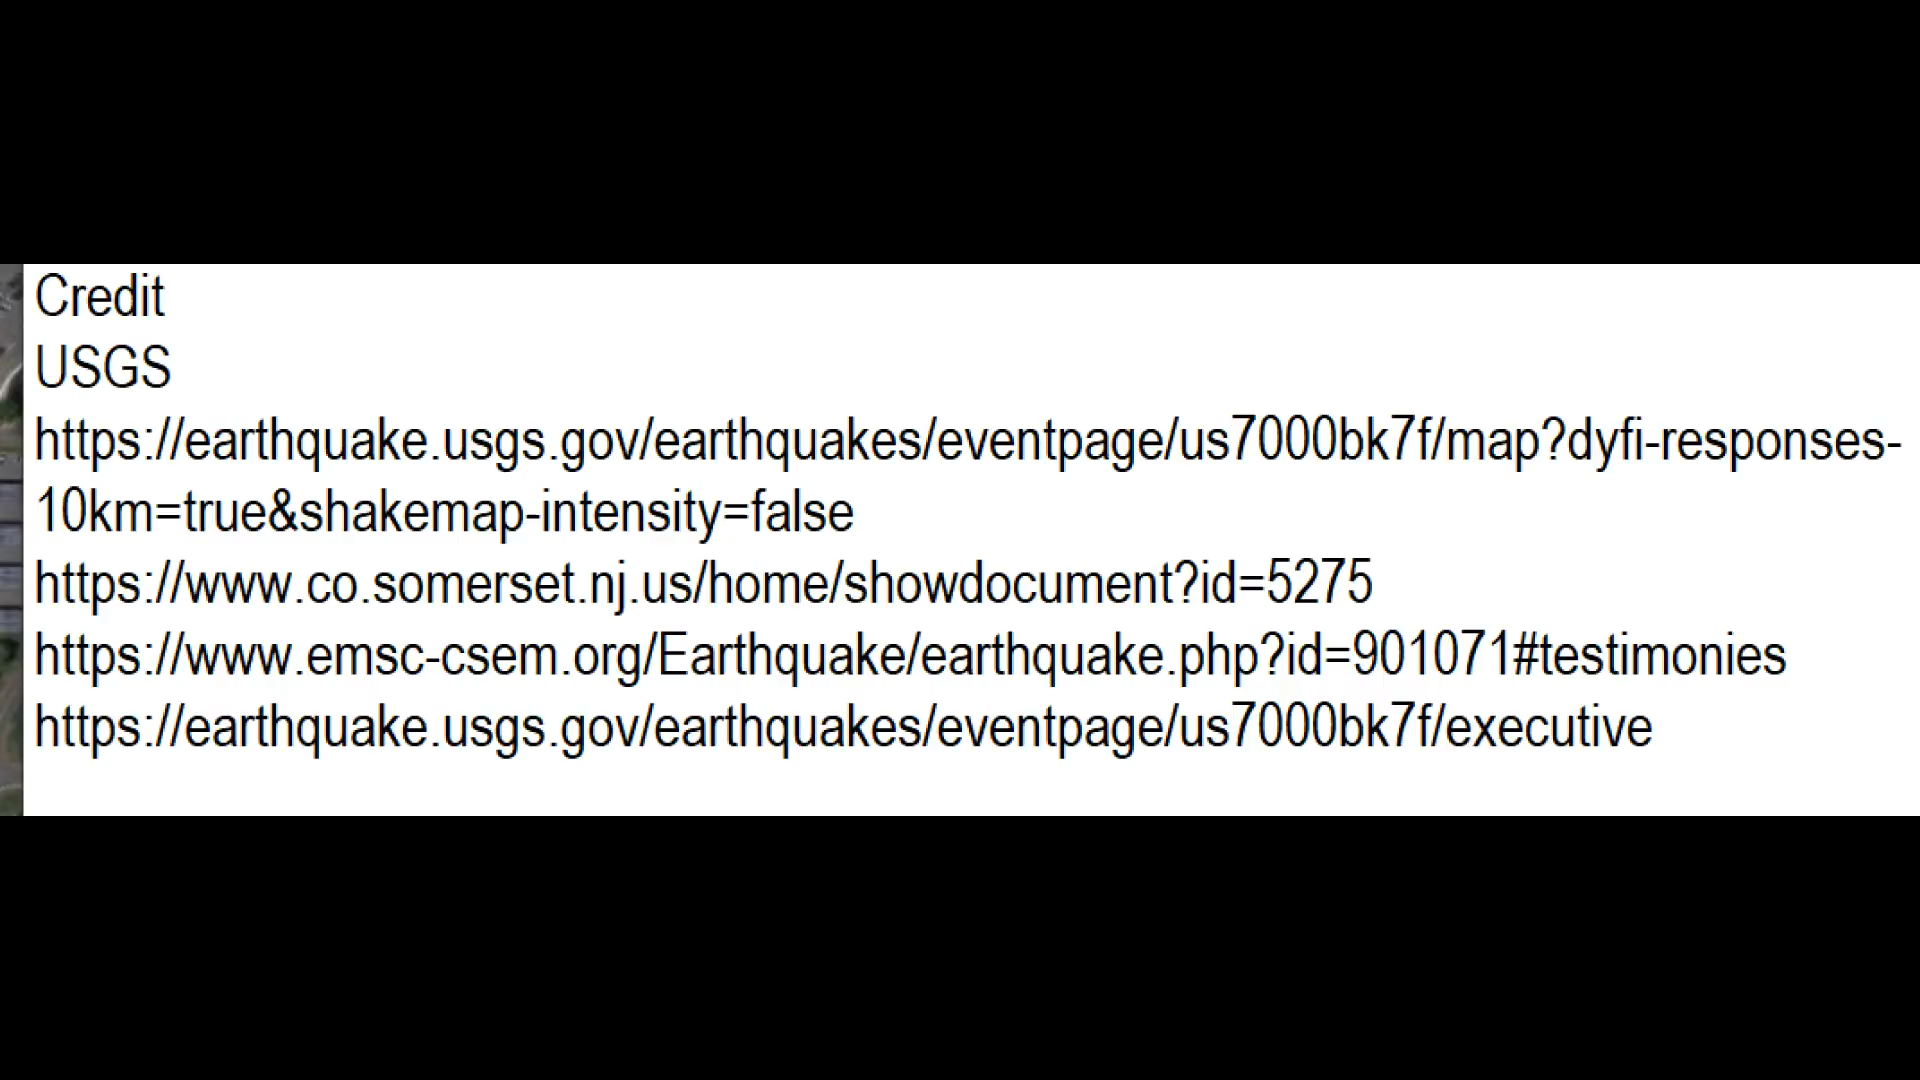 Credit
USGS
https://earthquake.usgs.gov/earthquakes/eventpage/us7000bk7f/map?dyfi-responses-
10km=true&shakemap-intensity=false
https://www.co.somerset.nj.us/home/showdocument?id=5275
https://www.emsc-csem.org/Earthquake/earthquake.php?id=901071#testimonies
https://earthquake.usgs.gov/earthquakes/eventpage/us7000bk7f/executive